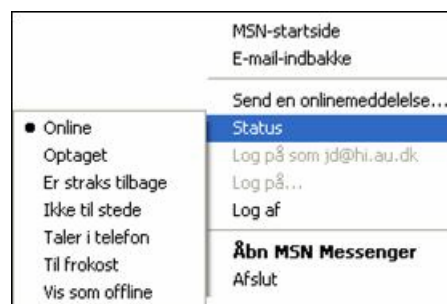 MSN-startside
E-mail-indbakke
Send en onlinemeddelelse...
Status
Log på som jd@hi.au.dk
Log på...
Log af
Åbn MSN Messenger
Afslut
Online
Optaget
Er straks tilbage
Ikke til stede
Taler i telefon
Til frokost
Vis som offline